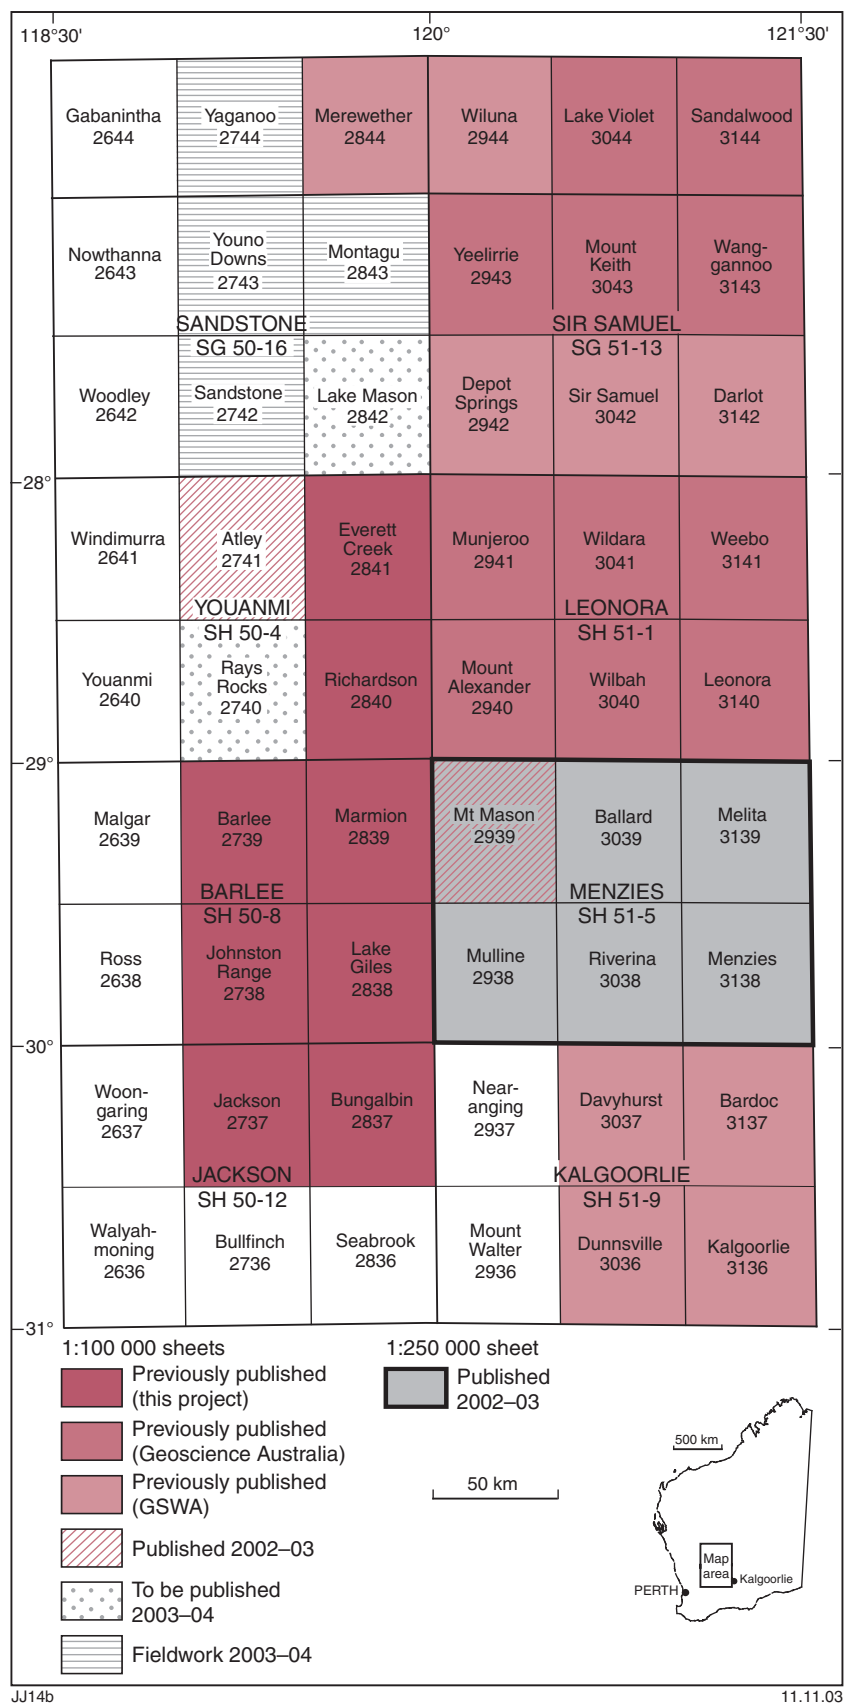 118°30'
120°
121°30'
Gabanintha
2644
Yaganoo
2744
Merewether
2844
Wiluna
2944
Lake Violet
3044
Sandalwood
3144
Nowthanna
2643
Youno
Downs
2743
Montagu
2843
Yeelirrie
2943
Mount
Keith
3043
Wang-
gannoo
3143
SANDSTONE
SG 50-16
SIR SAMUEL
SG 51-13
Woodley
2642
Sandstone
2742
Lake Mason
2842
Depot
Springs
2942
Sir Samuel
3042
Darlot
3142
28°
Windimurra
2641
Atley
2741
Everett
Creek
2841
Munjeroo
2941
Wildara
3041
Weebo
3141
YOUANMI
SH 50-4
LEONORA
SH 51-1
Youanmi
2640
Rays
Rocks
2740
Richardson
2840
Mount
Alexander
2940
Wilbah
3040
Leonora
3140
29°
Malgar
2639
Barlee
2739
Marmion
2839
Mt Mason
2939
Ballard
3039
Melita
3139
BARLEE
SH 50-8
MENZIES
SH 51-5
Ross
2638
Johnston
Range
2738
Lake
Giles
2838
Mulline
2938
Riverina
3038
Menzies
3138
30°
Woon-
garing
2637
Jackson
2737
Bungalbin
2837
Near-
anging
2937
Davyhurst
3037
Bardoc
3137
JACKSON
SH 50-12
KALGOORLIE
SH 51-9
Walyah-
moning
2636
Bullfinch
2736
Seabrook
2836
Mount
Walter
2936
Dunnsville
3036
Kalgoorlie
3136
31°
1:100 000 sheets
Previously published
(this project)
Previously published
(Geoscience Australia)
Previously published
(GSWA)
Published 2002–03
To be published
2003–04
Fieldwork 2003–04
1:250 000 sheet
Published
2002–03
50 km
500 km
Map
area
Kalgoorlie
PERTH
JJ14b
11.11.03